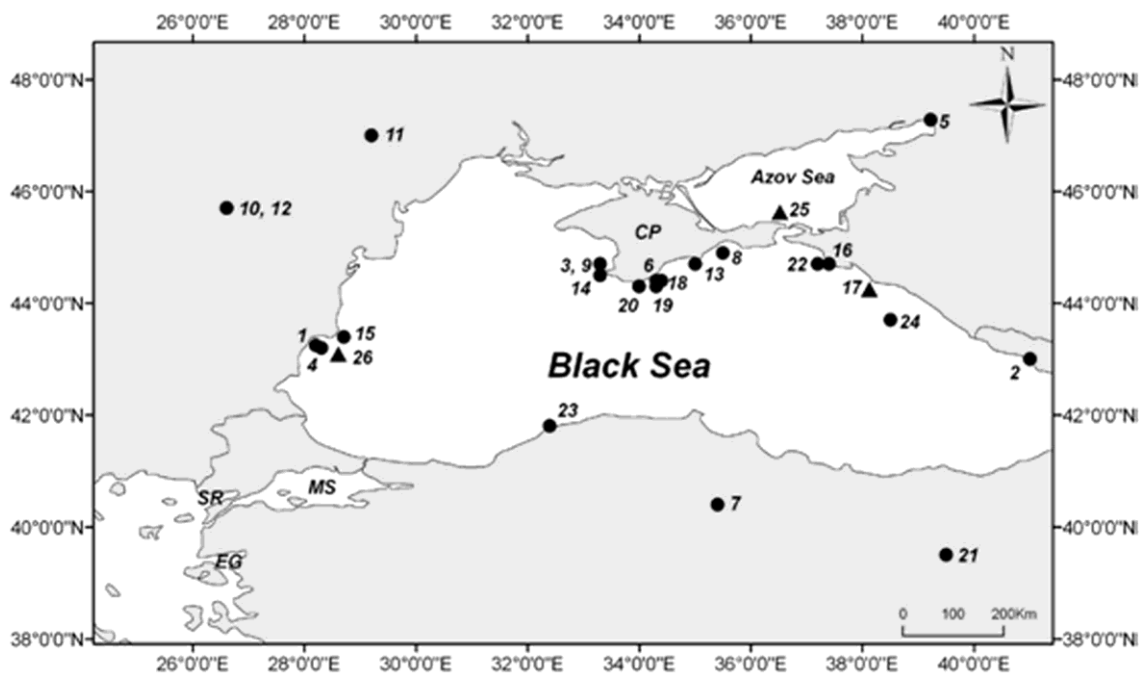 26°0'0"E 28°0'0"E 30°0'0"E 32°0'0"E 34°0'0"E 36°0'0"E 38°0'0"E 40°0'0"E
N
48°0'0"N 48°0'0"N
5
11
Azov Sea
46°0'0"N 46°0'0"N
10, 12
25
CP
16
8
3, 9
6
22
13
14
18
17
20
19
44°0'0"N 44°0'0"N
24
1
15
4
26
Black Sea
2
23
42°0'0"N 42°0'0"N
MS
SR
7
40°0'0"N 40°0'0"N
21
EG
0 100 200Km
38°0'0"N 38°0'0"N
26°0'0"E 28°0'0"E 30°0'0"E 32°0'0"E 34°0'0"E 36°0'0"E 38°0'0"E 40°0'0"E